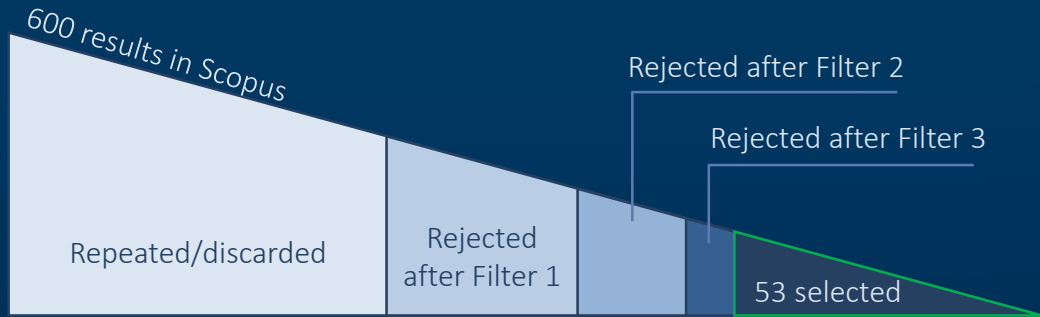 600 results in Scopus
Rejected after Filter 2
Rejected after Filter 3
Repeated/discarded
Rejected
after Filter 1
53 selected